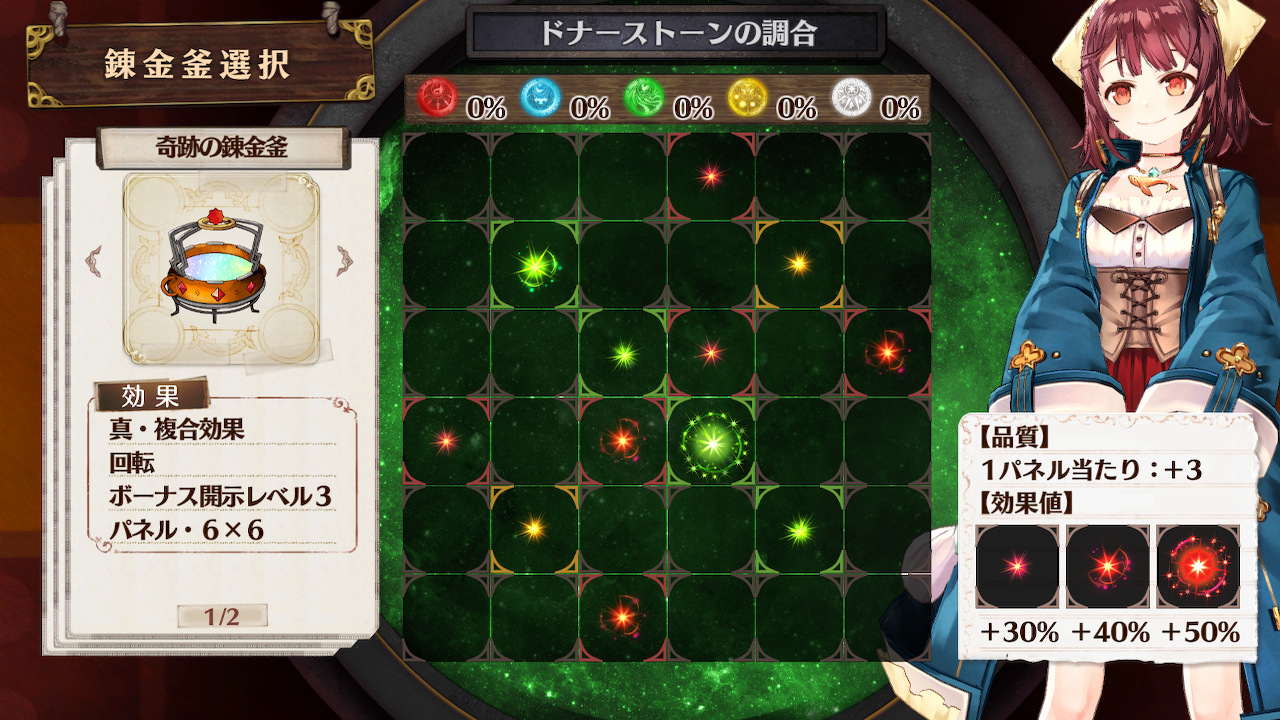 錬金釜選択
ドナーストーンの調合
0% 0% 0% 0% 0%
奇跡の錬金釜
効果
真・複合効果
回転
ボーナス開示レベル3
パネル・6×6
1/2
【品質】
1パネル当たり:+3
【効果値】
+30% +40% +50%